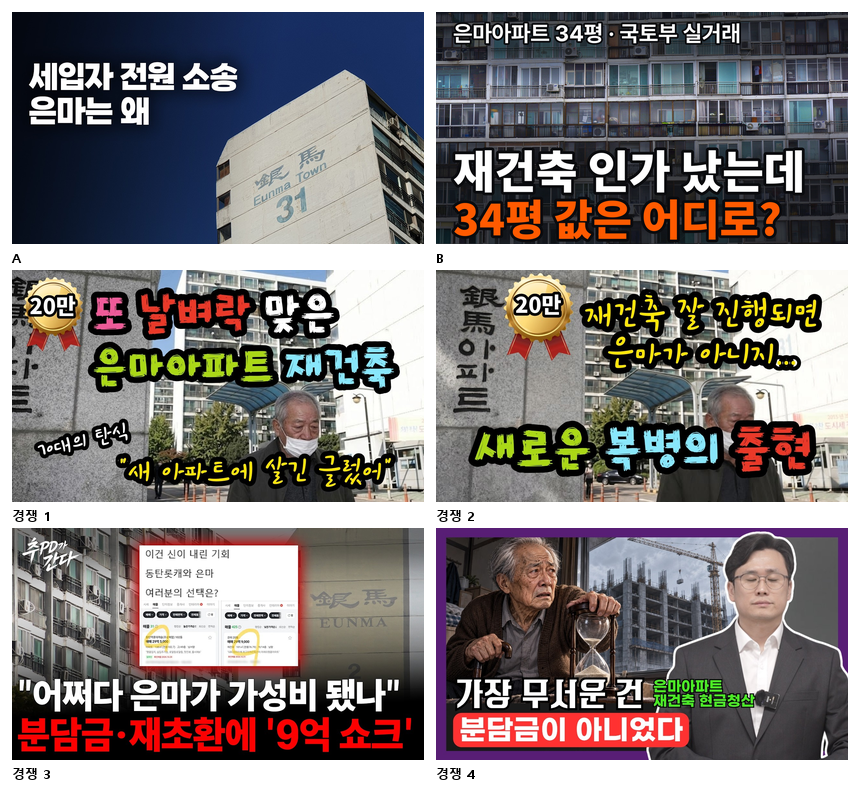 세입자 전원 소송
은마는 왜
銀馬
Eunma Town
31
A
은마아파트 34평 · 국토부 실거래
재건축 인가 났는데
34평 값은 어디로?
B
20만
또 날벼락 맞은
은마아파트 재건축
70대의 탄식
"새 아파트에 살긴 글렀어"
경쟁 1
銀馬아파트
20만
재건축 잘 진행되면
은마가 아니지...
새로운 복병의 출현
경쟁 2
추PD가
간다
이건 신이 내린 기회
동탄롯캐와 은마
여러분의 선택은?
銀馬
EUNMA
2
"어쩌다 은마가 가성비 됐나"
분담금·재초환에 '9억 쇼크'
경쟁 3
가장 무서운 건
은마아파트
재건축 현금청산
분담금이 아니었다
경쟁 4